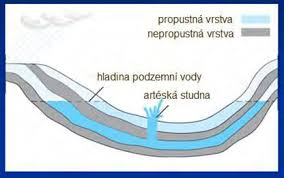 propustná vrstva
nepropustná vrstva
hladina podzemní vody
artéská studna